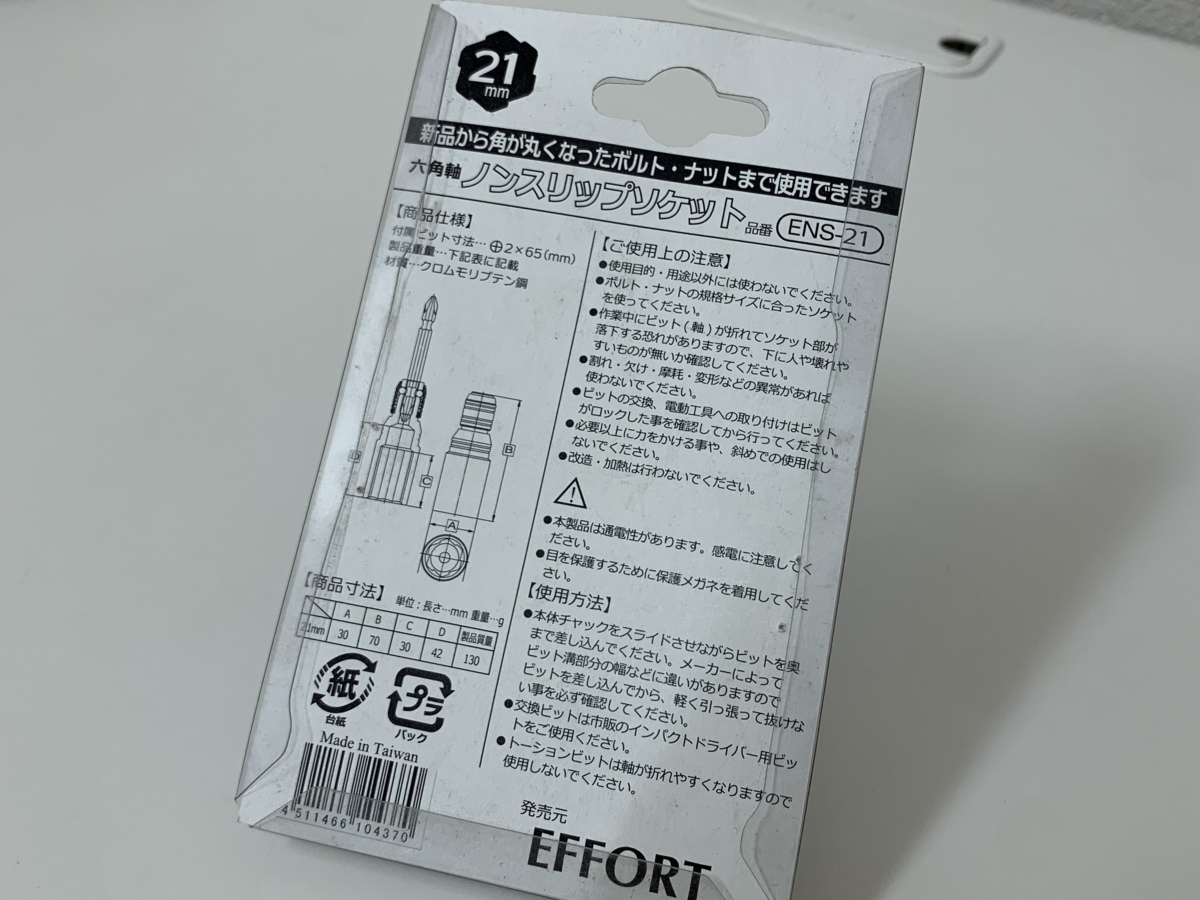 21
mm
新品から角が丸くなったボルト・ナットまで使用できます
六角軸 ノンスリップソケット 品番 ENS-21
【商品仕様】
付属ビット寸法…⊕2×65(mm)
製品重量…下記表に記載
材質…クロムモリブデン鋼
D
C
B
A
【商品寸法】 単位:長さ…mm 重量…g
A B C D 製品質量
21mm 30 70 30 42 130
紙
台紙
プラ
パック
Made in Taiwan
4 511466 104370
【ご使用上の注意】
●使用目的・用途以外には使わないでください。
●ボルト・ナットの規格サイズに合ったソケット
を使ってください。
●作業中にビット(軸)が折れてソケット部が
落下する恐れがありますので、下に人や壊れや
すいものが無いか確認してください。
●割れ・欠け・摩耗・変形などの異常があれば
使わないでください。
●ビットの交換、電動工具への取り付けはビット
がロックした事を確認してから行ってください。
●必要以上に力をかける事や、斜めでの使用はし
ないでください。
●改造・加熱は行わないでください。
●本製品は通電性があります。感電に注意してく
ださい。
●目を保護するために保護メガネを着用してくだ
さい。
【使用方法】
●本体チャックをスライドさせながらビットを奥
まで差し込んでください。メーカーによって
ビット溝部分の幅などに違いがありますので
ビットを差し込んでから、軽く引っ張って抜けな
い事を必ず確認してください。
●交換ビットは市販のインパクトドライバー用ビッ
トをご使用ください。
●トーションビットは軸が折れやすくなりますので
使用しないでください。
発売元
EFFORT